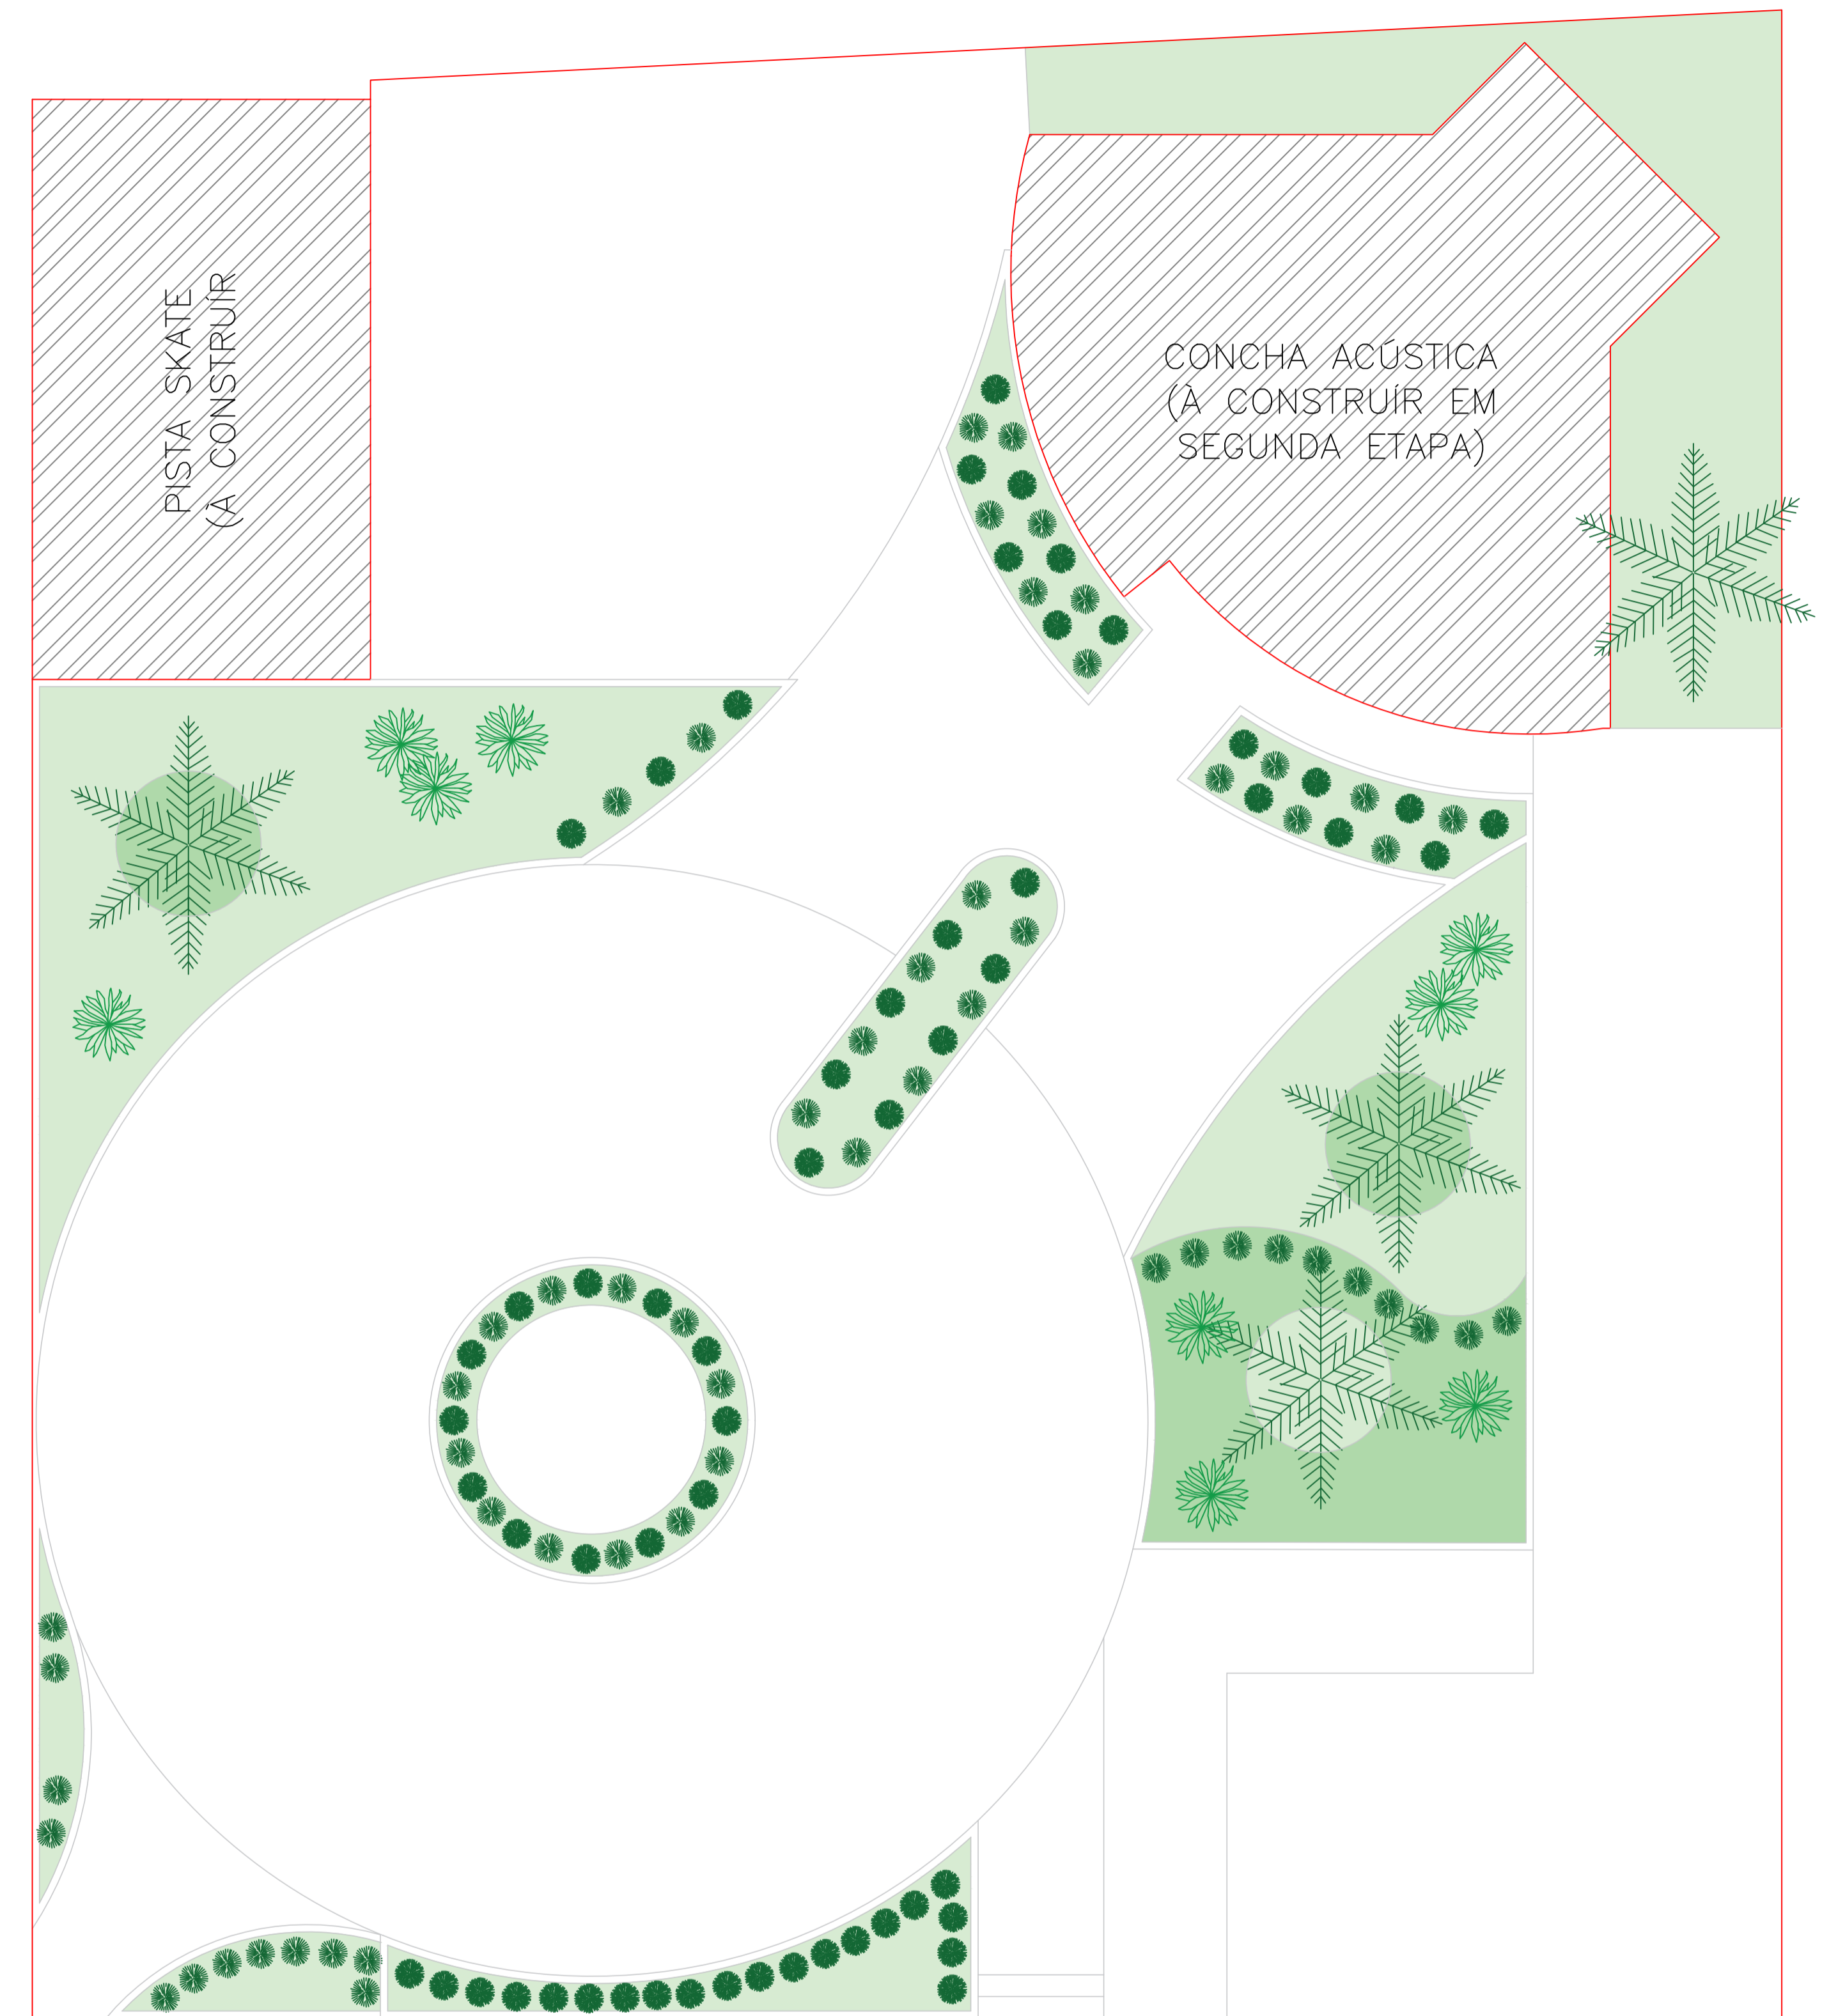 PISTA SKATE
(À CONSTRUÍR
CONCHA ACÚSTICA
(À CONSTRUÍR EM
SEGUNDA ETAPA)